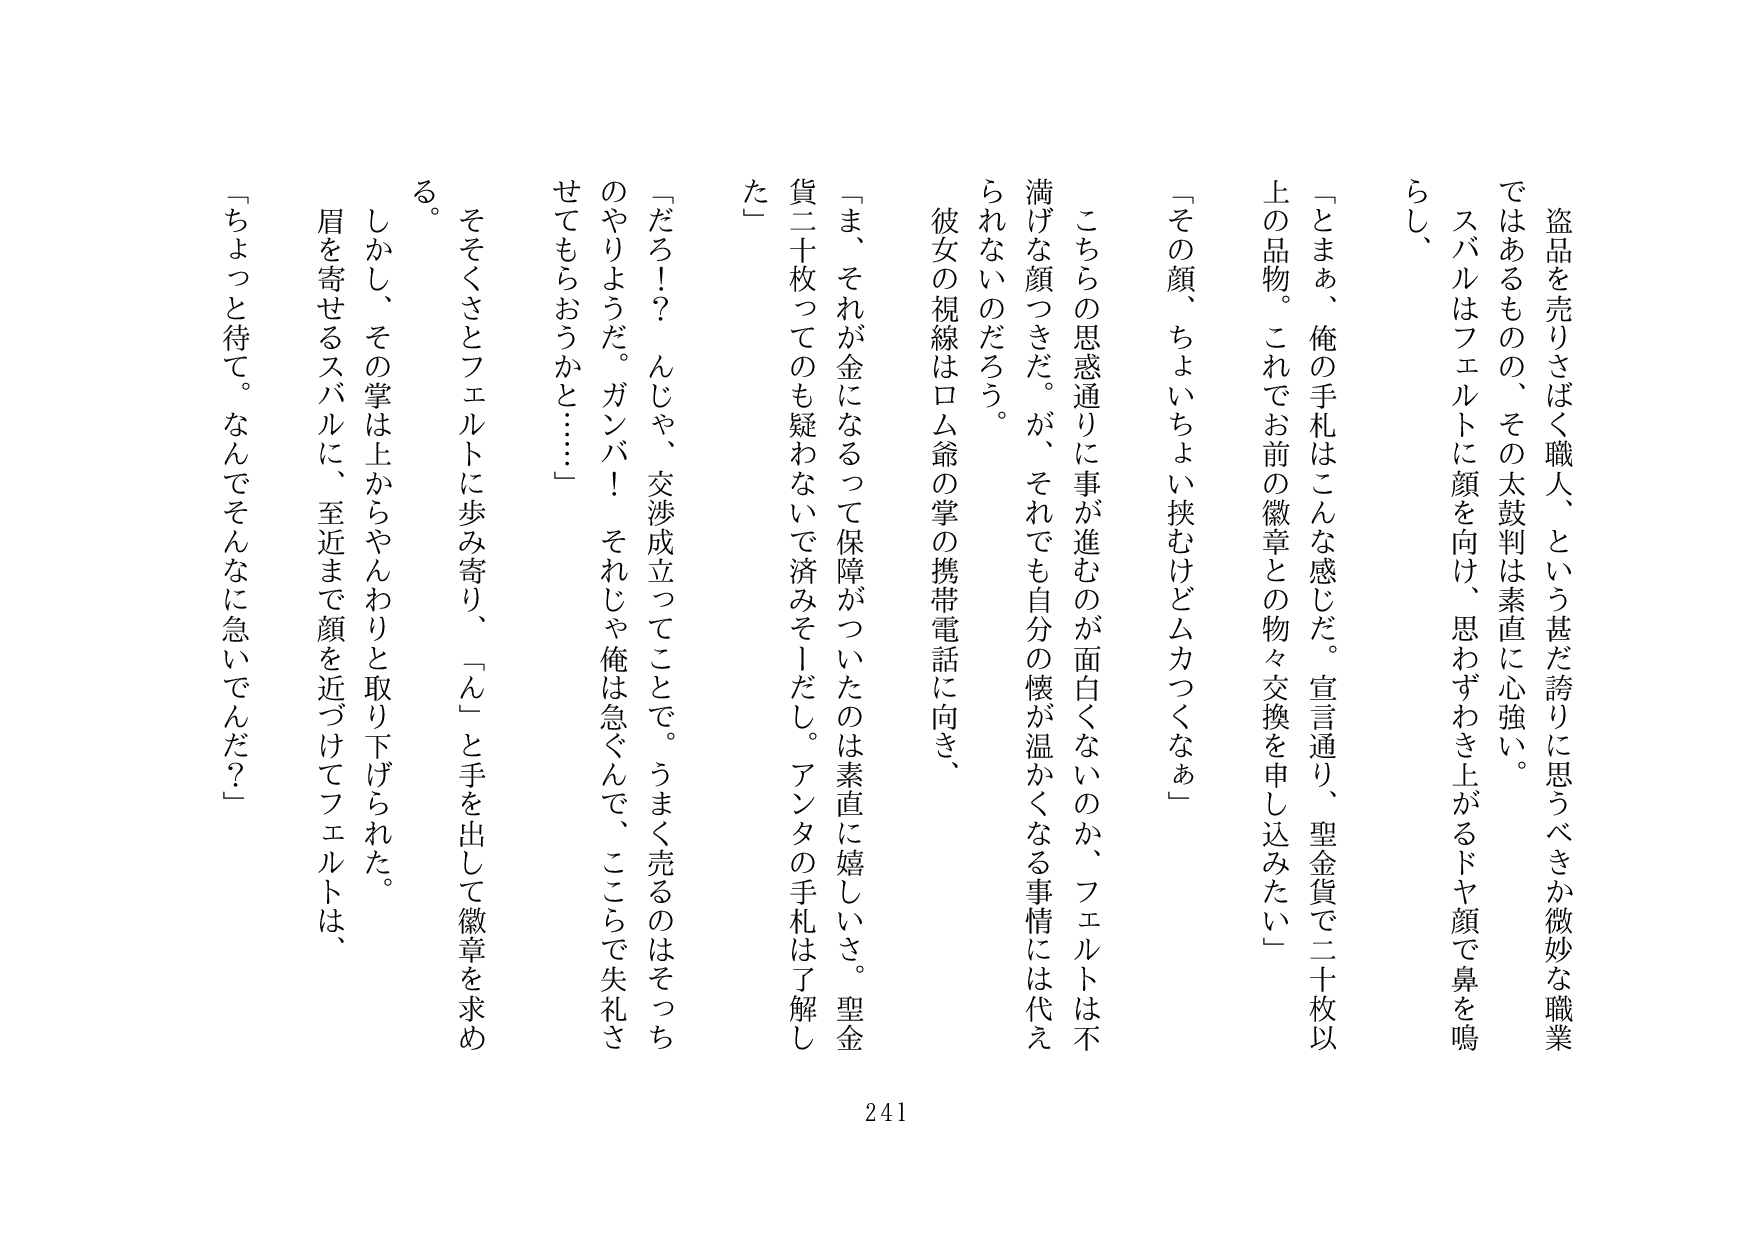 盗品を売りさばく職人、という甚だ誇りに思うべきか微妙な職業
ではあるものの、その太鼓判は素直に心強い。
　スバルはフェルトに顔を向け、思わずわき上がるドヤ顔で鼻を鳴
らし、
「とまぁ、俺の手札はこんな感じだ。宣言通り、聖金貨で二十枚以
上の品物。これでお前の徽章との物々交換を申し込みたい」
「その顔、ちょいちょい挟むけどムカつくなぁ」
　こちらの思惑通りに事が進むのが面白くないのか、フェルトは不
満げな顔つきだ。が、それでも自分の懐が温かくなる事情には代え
られないのだろう。
　彼女の視線はロム爺の掌の携帯電話に向き、
「ま、それが金になるって保障がついたのは素直に嬉しいさ。聖金
貨二十枚ってのも疑わないで済みそーだし。アンタの手札は了解し
た」
「だろ！？　んじゃ、交渉成立ってことで。うまく売るのはそっち
のやりようだ。ガンバ！　それじゃ俺は急ぐんで、ここらで失礼さ
せてもらおうかと……」
　そそくさとフェルトに歩み寄り、「ん」と手を出して徽章を求め
る。
　しかし、その掌は上からやんわりと取り下げられた。
　眉を寄せるスバルに、至近まで顔を近づけてフェルトは、
「ちょっと待て。なんでそんなに急いでんだ？」
241